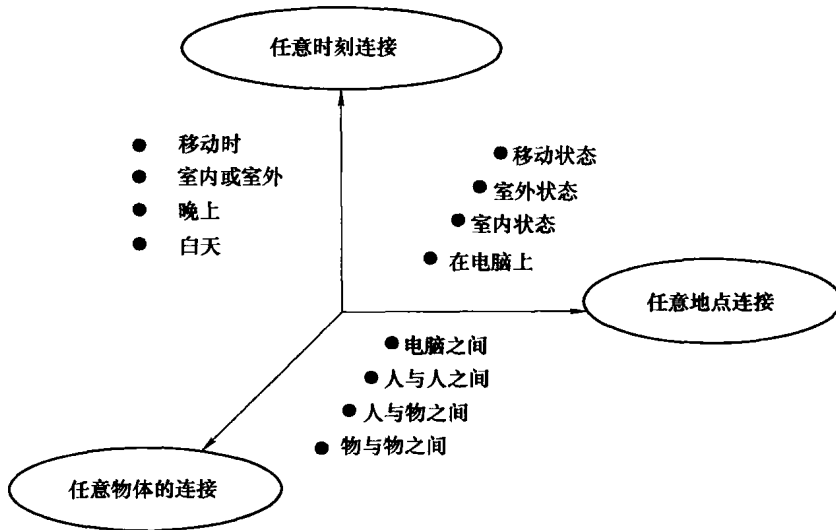 任意时刻连接
● 移动时
● 室内或室外
● 晚上
● 白天
● 移动状态
● 室外状态
● 室内状态
● 在电脑上
任意地点连接
● 电脑之间
● 人与人之间
● 人与物之间
● 物与物之间
任意物体的连接